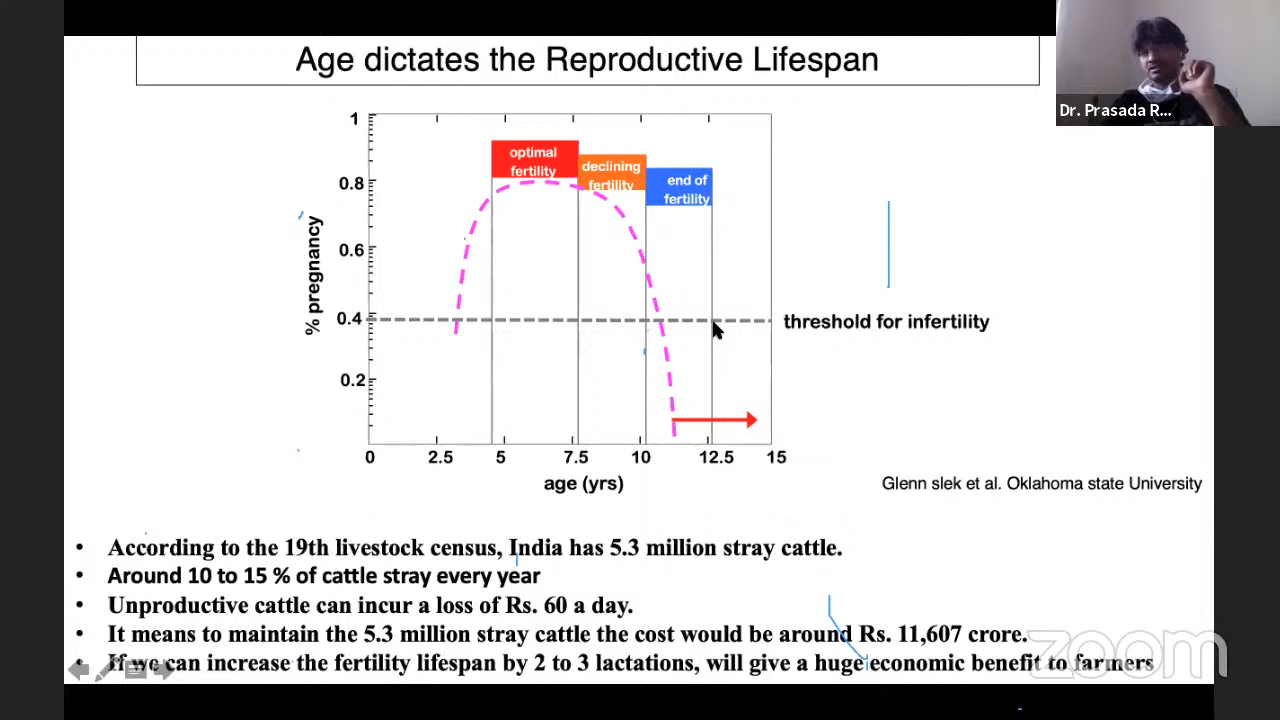 Age dictates the Reproductive Lifespan
Dr. Prasada R...
1
0.8
0.6
0.4
0.2
% pregnancy
optimal
fertility
declining
fertility
end of
fertility
threshold for infertility
0 2.5 5 7.5 10 12.5 15
age (yrs)
Glenn slek et al. Oklahoma state University
• According to the 19th livestock census, India has 5.3 million stray cattle.
• Around 10 to 15 % of cattle stray every year
• Unproductive cattle can incur a loss of Rs. 60 a day.
• It means to maintain the 5.3 million stray cattle the cost would be around Rs. 11,607 crore.
• If we can increase the fertility lifespan by 2 to 3 lactations, will give a huge economic benefit to farmers
zoom